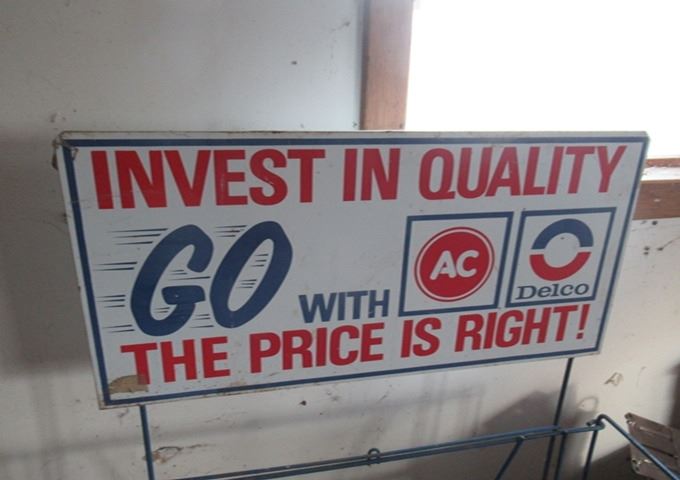 INVEST IN QUALITY
GO WITH AC Delco
THE PRICE IS RIGHT!